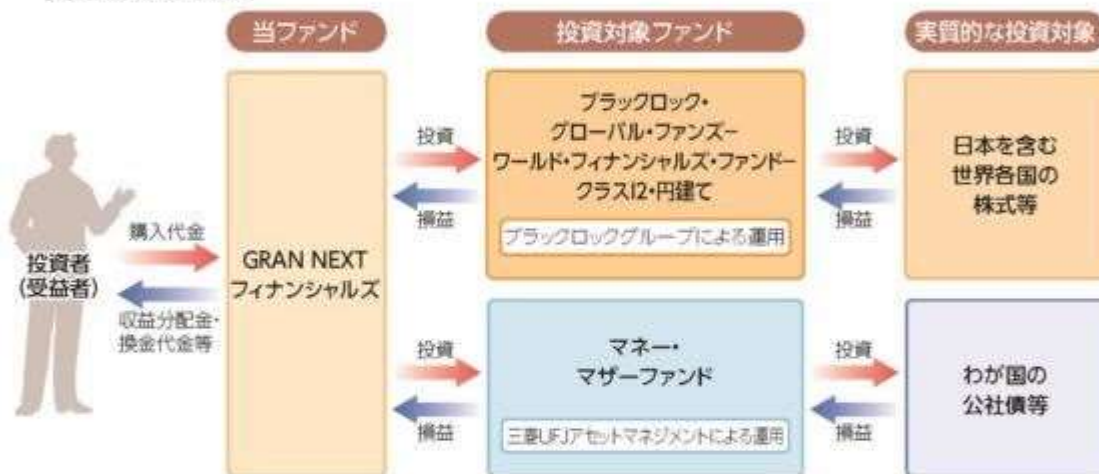 当ファンド
投資対象ファンド
実質的な投資対象
投資者
(受益者)
購入代金
収益分配金・
換金代金等
GRAN NEXT
フィナンシャルズ
投資
損益
ブラックロック・
グローバル・ファンズ－
ワールド・フィナンシャルズ・ファンド－
クラスI2・円建て
ブラックロックグループによる運用
投資
損益
日本を含む
世界各国の
株式等
投資
損益
マネー・
マザーファンド
三菱UFJアセットマネジメントによる運用
投資
損益
わが国の
公社債等